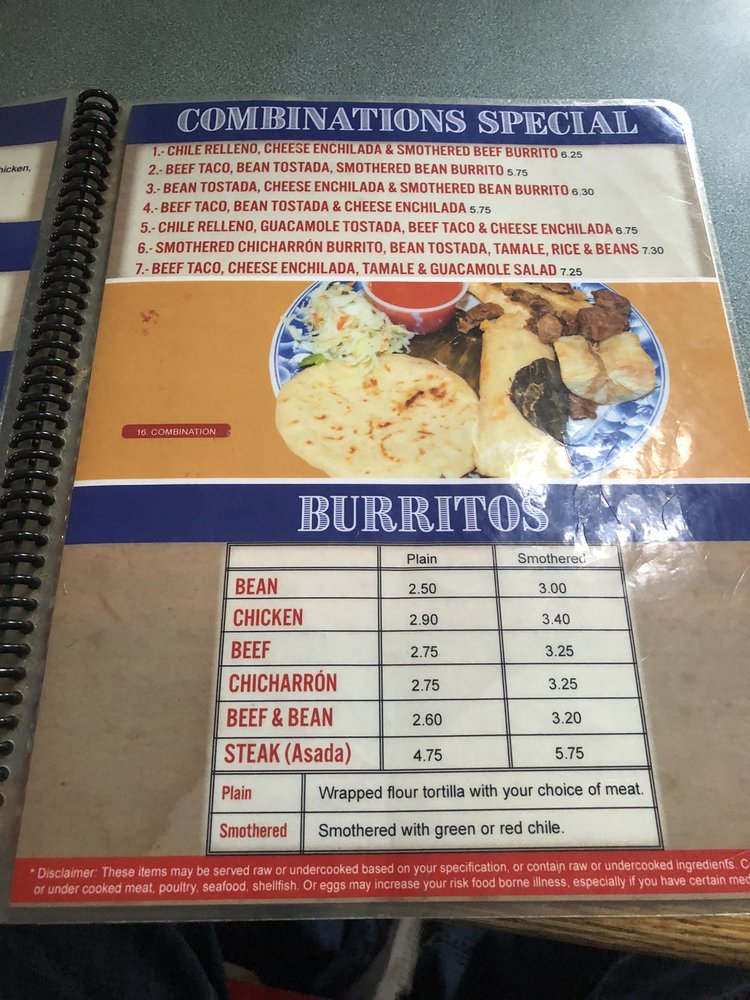 hicken,
COMBINATIONS SPECIAL
1.- CHILE RELLENO, CHEESE ENCHILADA & SMOTHERED BEEF BURRITO 6.25
2.- BEEF TACO, BEAN TOSTADA, SMOTHERED BEAN BURRITO 5.75
3.- BEAN TOSTADA, CHEESE ENCHILADA & SMOTHERED BEAN BURRITO 6.30
4.- BEEF TACO, BEAN TOSTADA & CHEESE ENCHILADA 5.75
5.- CHILE RELLENO, GUACAMOLE TOSTADA, BEEF TACO & CHEESE ENCHILADA 6.75
6.- SMOTHERED CHICHARRÓN BURRITO, BEAN TOSTADA, TAMALE, RICE & BEANS 7.30
7.- BEEF TACO, CHEESE ENCHILADA, TAMALE & GUACAMOLE SALAD 7.25
16. COMBINATION
BURRITOS
Plain Smothered
BEAN 2.50 3.00
CHICKEN 2.90 3.40
BEEF 2.75 3.25
CHICHARRÓN 2.75 3.25
BEEF & BEAN 2.60 3.20
STEAK (Asada) 4.75 5.75
Plain Wrapped flour tortilla with your choice of meat.
Smothered Smothered with green or red chile.
* Disclaimer: These items may be served raw or undercooked based on your specification, or contain raw or undercooked ingredients. C
or under cooked meat, poultry, seafood, shellfish. Or eggs may increase your risk food borne illness, especially if you have certain med